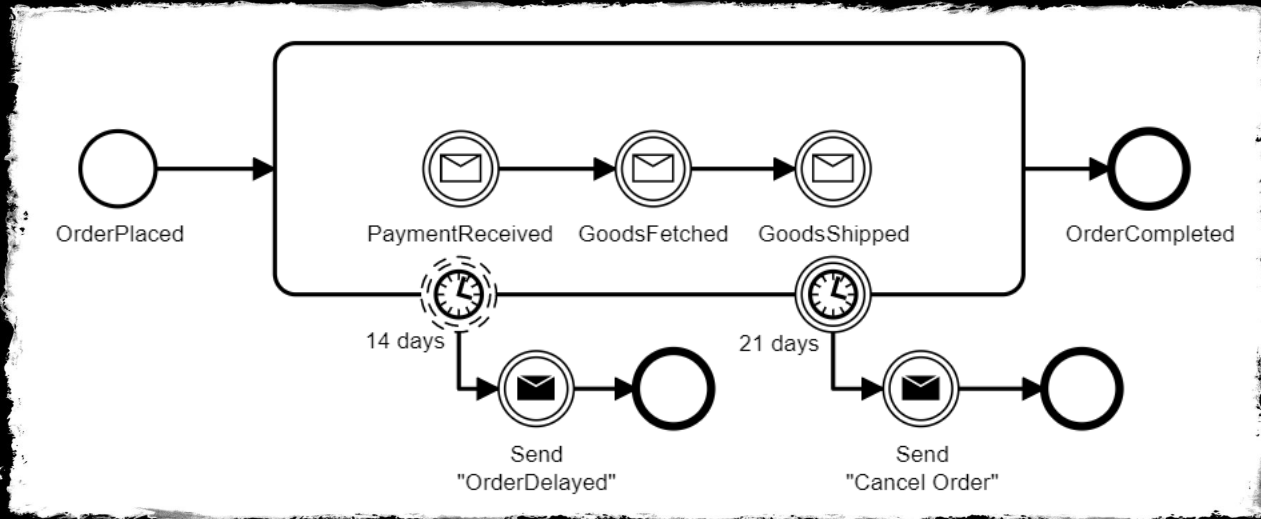 OrderPlaced
PaymentReceived
GoodsFetched
GoodsShipped
OrderCompleted
14 days
21 days
Send
"OrderDelayed"
Send
"Cancel Order"